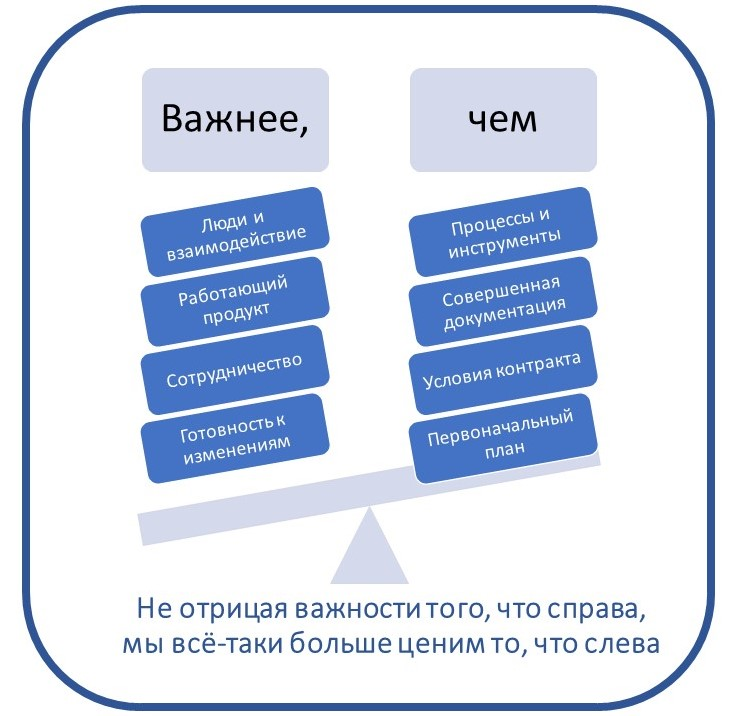 Важнее,
чем
Люди и
взаимодействие
Работающий
продукт
Сотрудничество
Готовность к
изменениям
Процессы и
инструменты
Совершенная
документация
Условия контракта
Первоначальный
план
Не отрицая важности того, что справа,
мы всё-таки больше ценим то, что слева